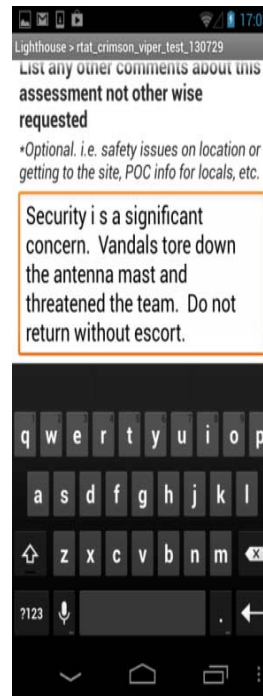 17:0
Lighthouse > rtat_crimson_viper_test_130729
List any other comments about this
assessment not other wise
requested
*Optional. i.e. safety issues on location or
getting to the site, POC info for locals, etc.
Security i s a significant
concern.  Vandals tore down
the antenna mast and
threatened the team.  Do not
return without escort.
q w e r t y u i o p
a s d f g h j k l
z x c v b n m
?123 .